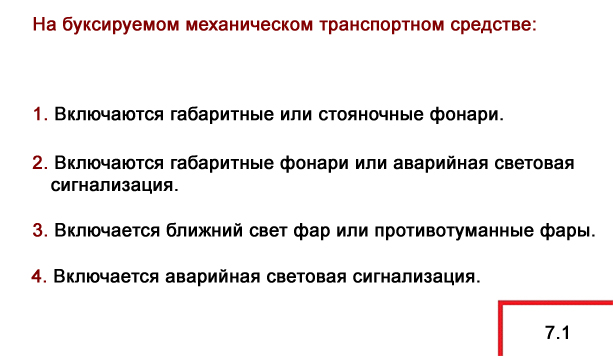 На буксируемом механическом транспортном средстве:
1. Включаются габаритные или стояночные фонари.
2. Включаются габаритные фонари или аварийная световая
сигнализация.
3. Включается ближний свет фар или противотуманные фары.
4. Включается аварийная световая сигнализация.
7.1